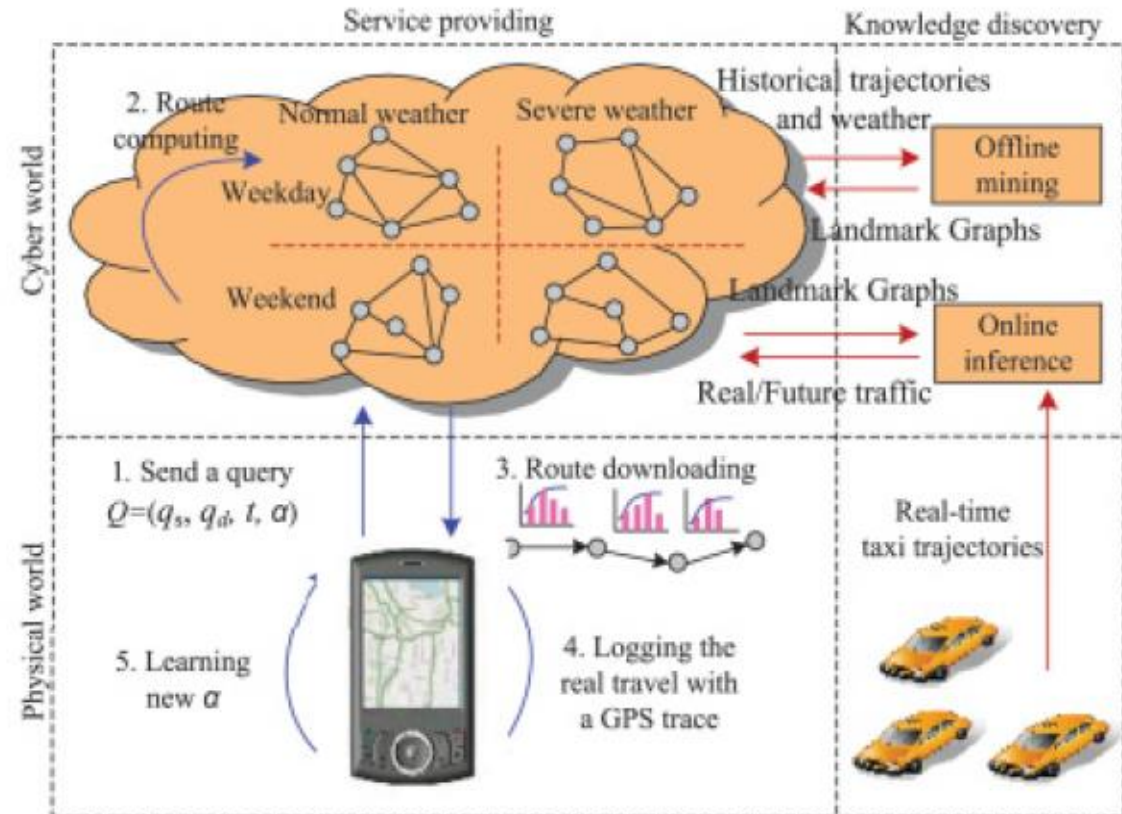 Service providing
Knowledge discovery
Cyber world
2. Route
computing
Normal weather
Severe weather
Weekday
Weekend
Historical trajectories
and weather
Offline
mining
Landmark Graphs
Landmark Graphs
Online
inference
Real/Future traffic
Physical world
1. Send a query
Q=(qs, qd, t, α)
3. Route downloading
5. Learning
new α
4. Logging the
real travel with
a GPS trace
Real-time
taxi trajectories